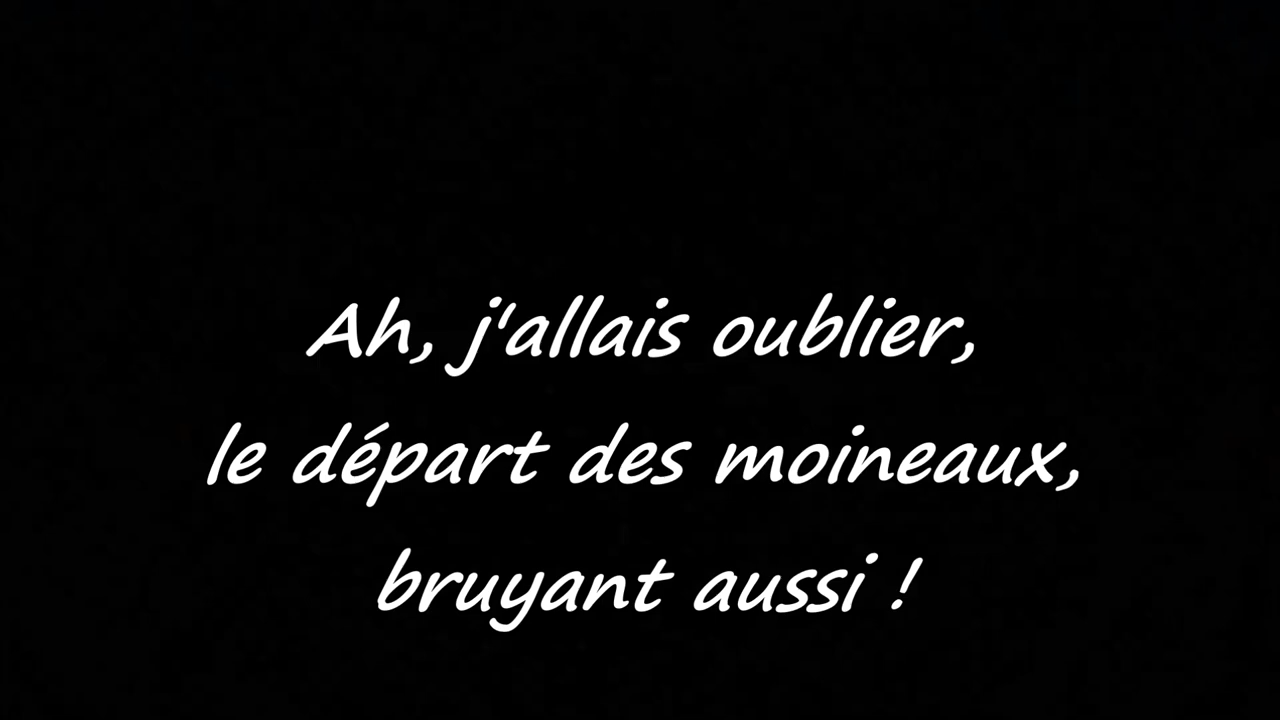 Ah, j'allais oublier,
le départ des moineaux,
bruyant aussi !